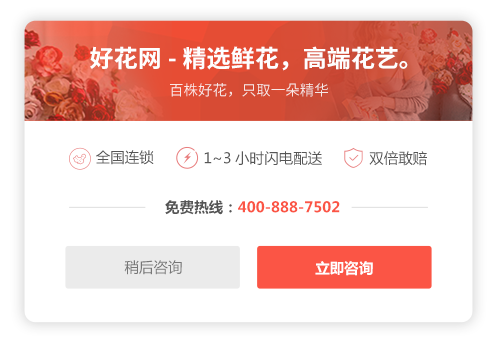 好花网 - 精选鲜花，高端花艺。
百株好花，只取一朵精华
全国连锁 1~3 小时闪电配送 双倍敢赔
免费热线：400-888-7502
稍后咨询 立即咨询